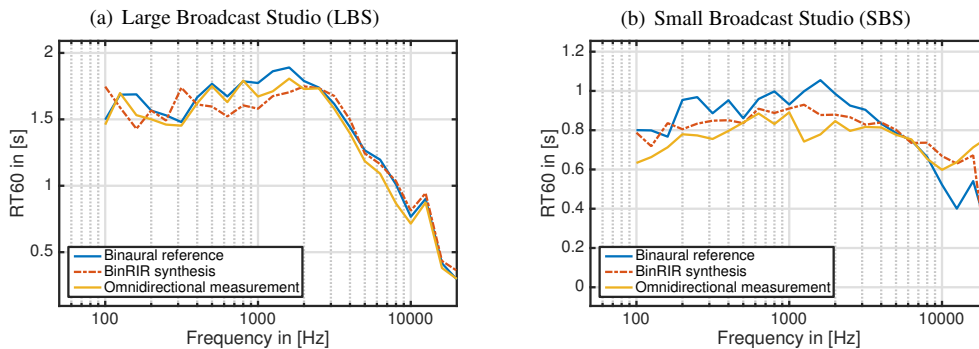 (a) Large Broadcast Studio (LBS)
RT60 in [s]
2
1.5
1
0.5
Binaural reference
BinRIR synthesis
Omnidirectional measurement
100
1000
10000
Frequency in [Hz]
(b) Small Broadcast Studio (SBS)
RT60 in [s]
1.2
1
0.8
0.6
0.4
0.2
0
Binaural reference
BinRIR synthesis
Omnidirectional measurement
100
1000
10000
Frequency in [Hz]